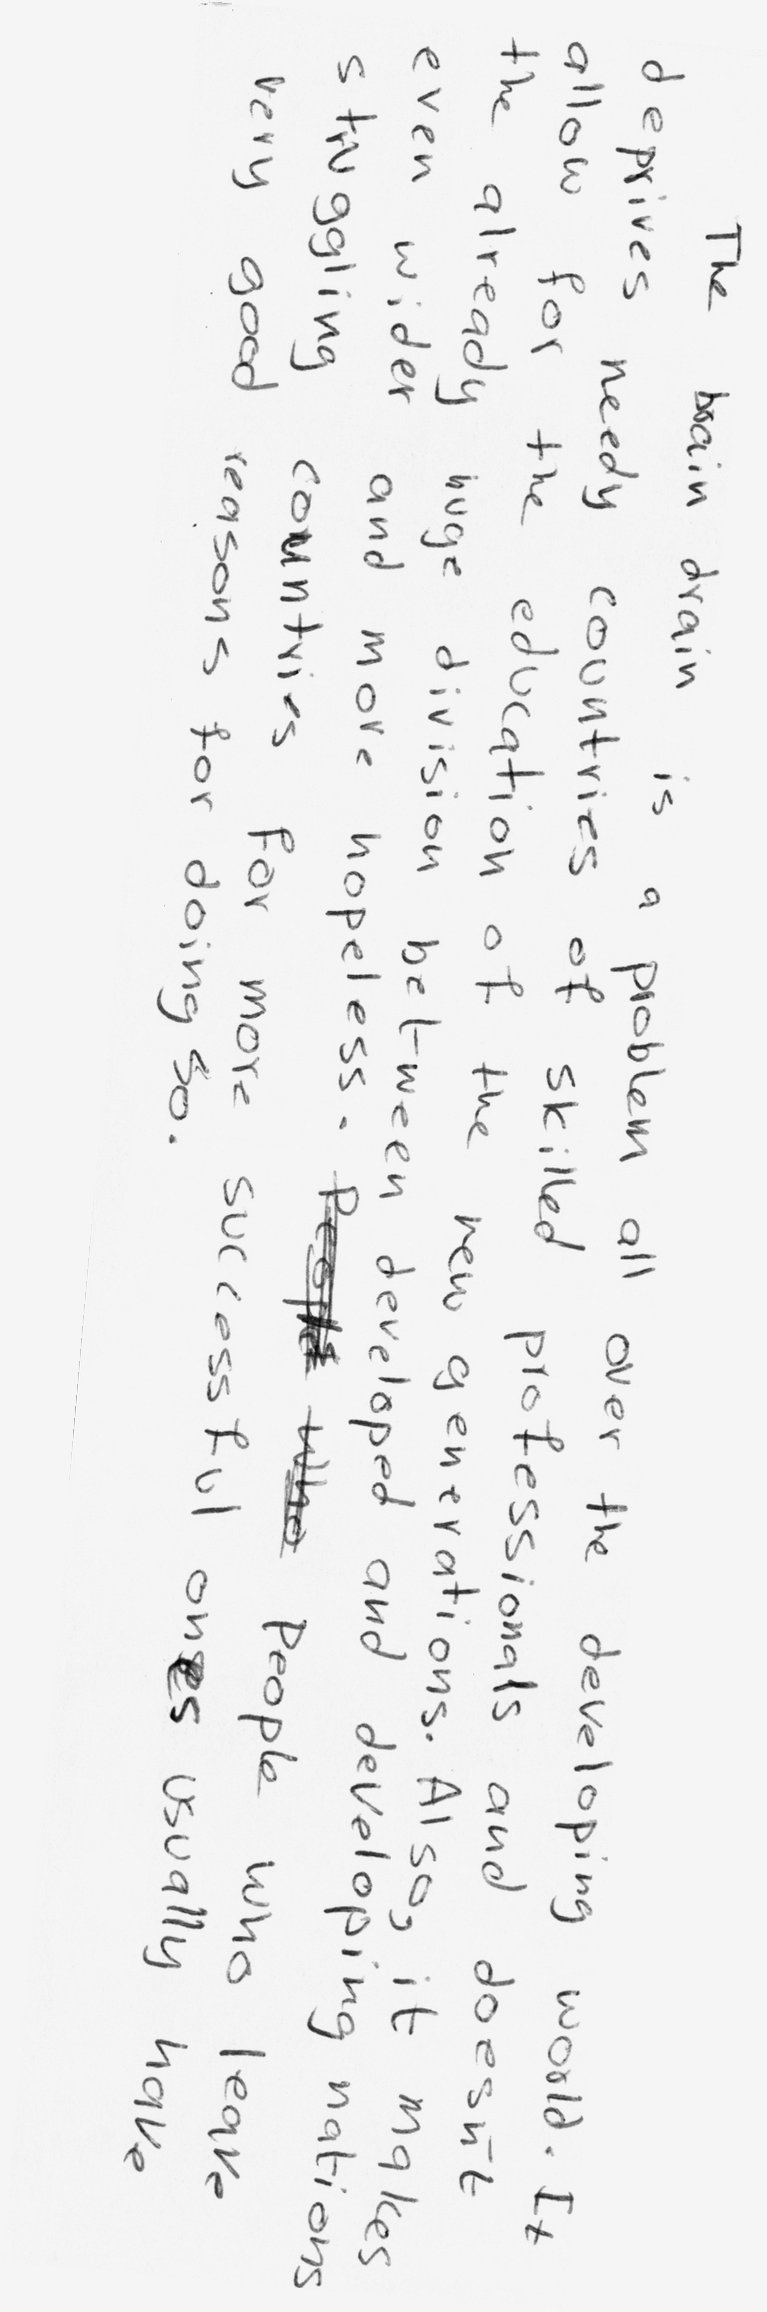 The brain drain is a problem all over the developing world. It
deprives needy countries of skilled professionals and doesn't
allow for the education of the new generations. Also, it makes
the already huge division between developed and developing nations
even wider and more hopeless. People who People who leave
struggling countries for more successful ones usually have
very good reasons for doing so.